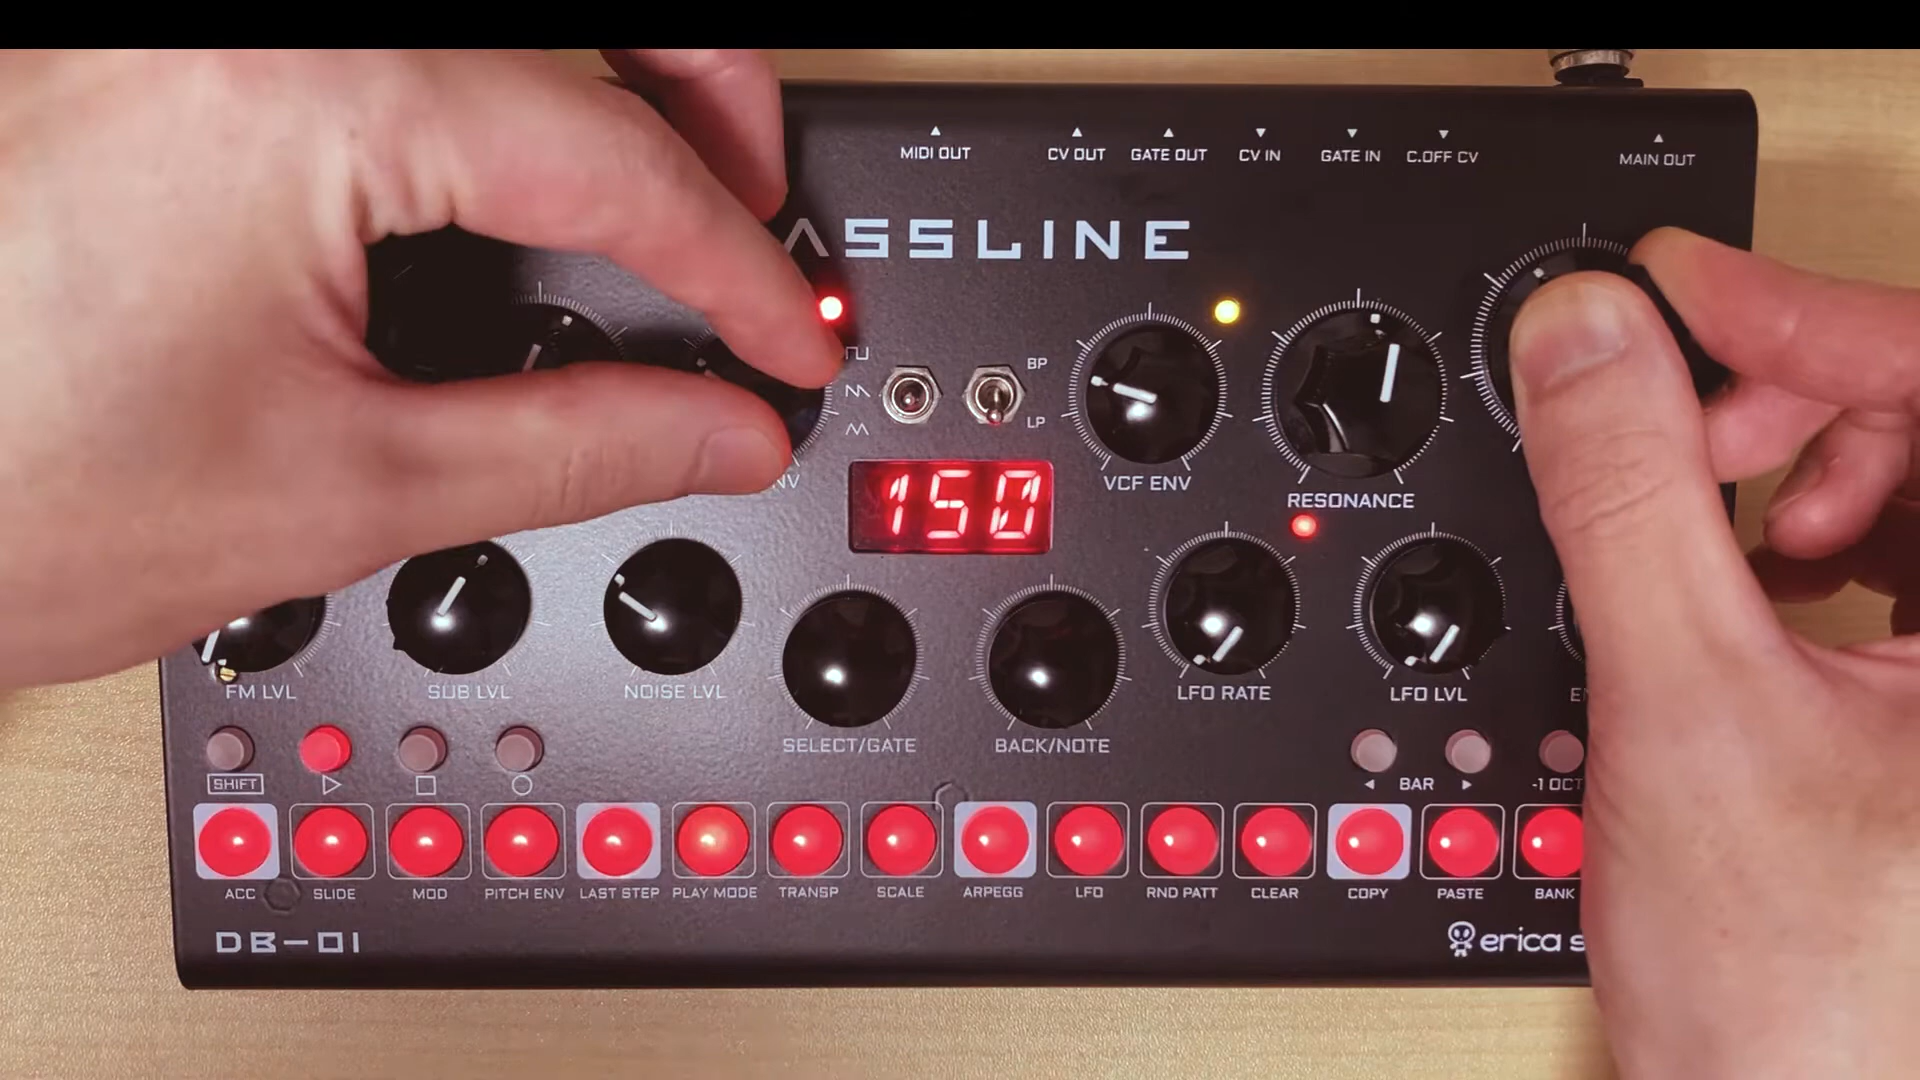 MIDI OUT CV OUT GATE OUT CV IN GATE IN C.OFF CV MAIN OUT
ASSLINE
BP
LP
150
NV VCF ENV RESONANCE
FM LVL SUB LVL NOISE LVL LFO RATE LFO LVL
SELECT/GATE BACK/NOTE
SHIFT BAR -1 OCT
ACC SLIDE MOD PITCH ENV LAST STEP PLAY MODE TRANSP SCALE ARPEGG LFO RND PATT CLEAR COPY PASTE BANK
DB-01 erica s